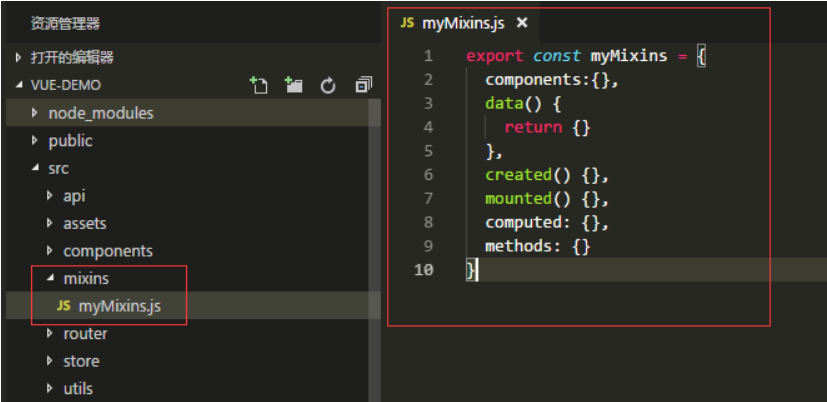 资源管理器
打开的编辑器
VUE-DEMO
node_modules
public
src
api
assets
components
mixins
JS myMixins.js
router
store
utils
JS myMixins.js ×
1 export const myMixins = {
2 components:{},
3 data() {
4 return {}
5 },
6 created() {},
7 mounted() {},
8 computed: {},
9 methods: {}
10 }